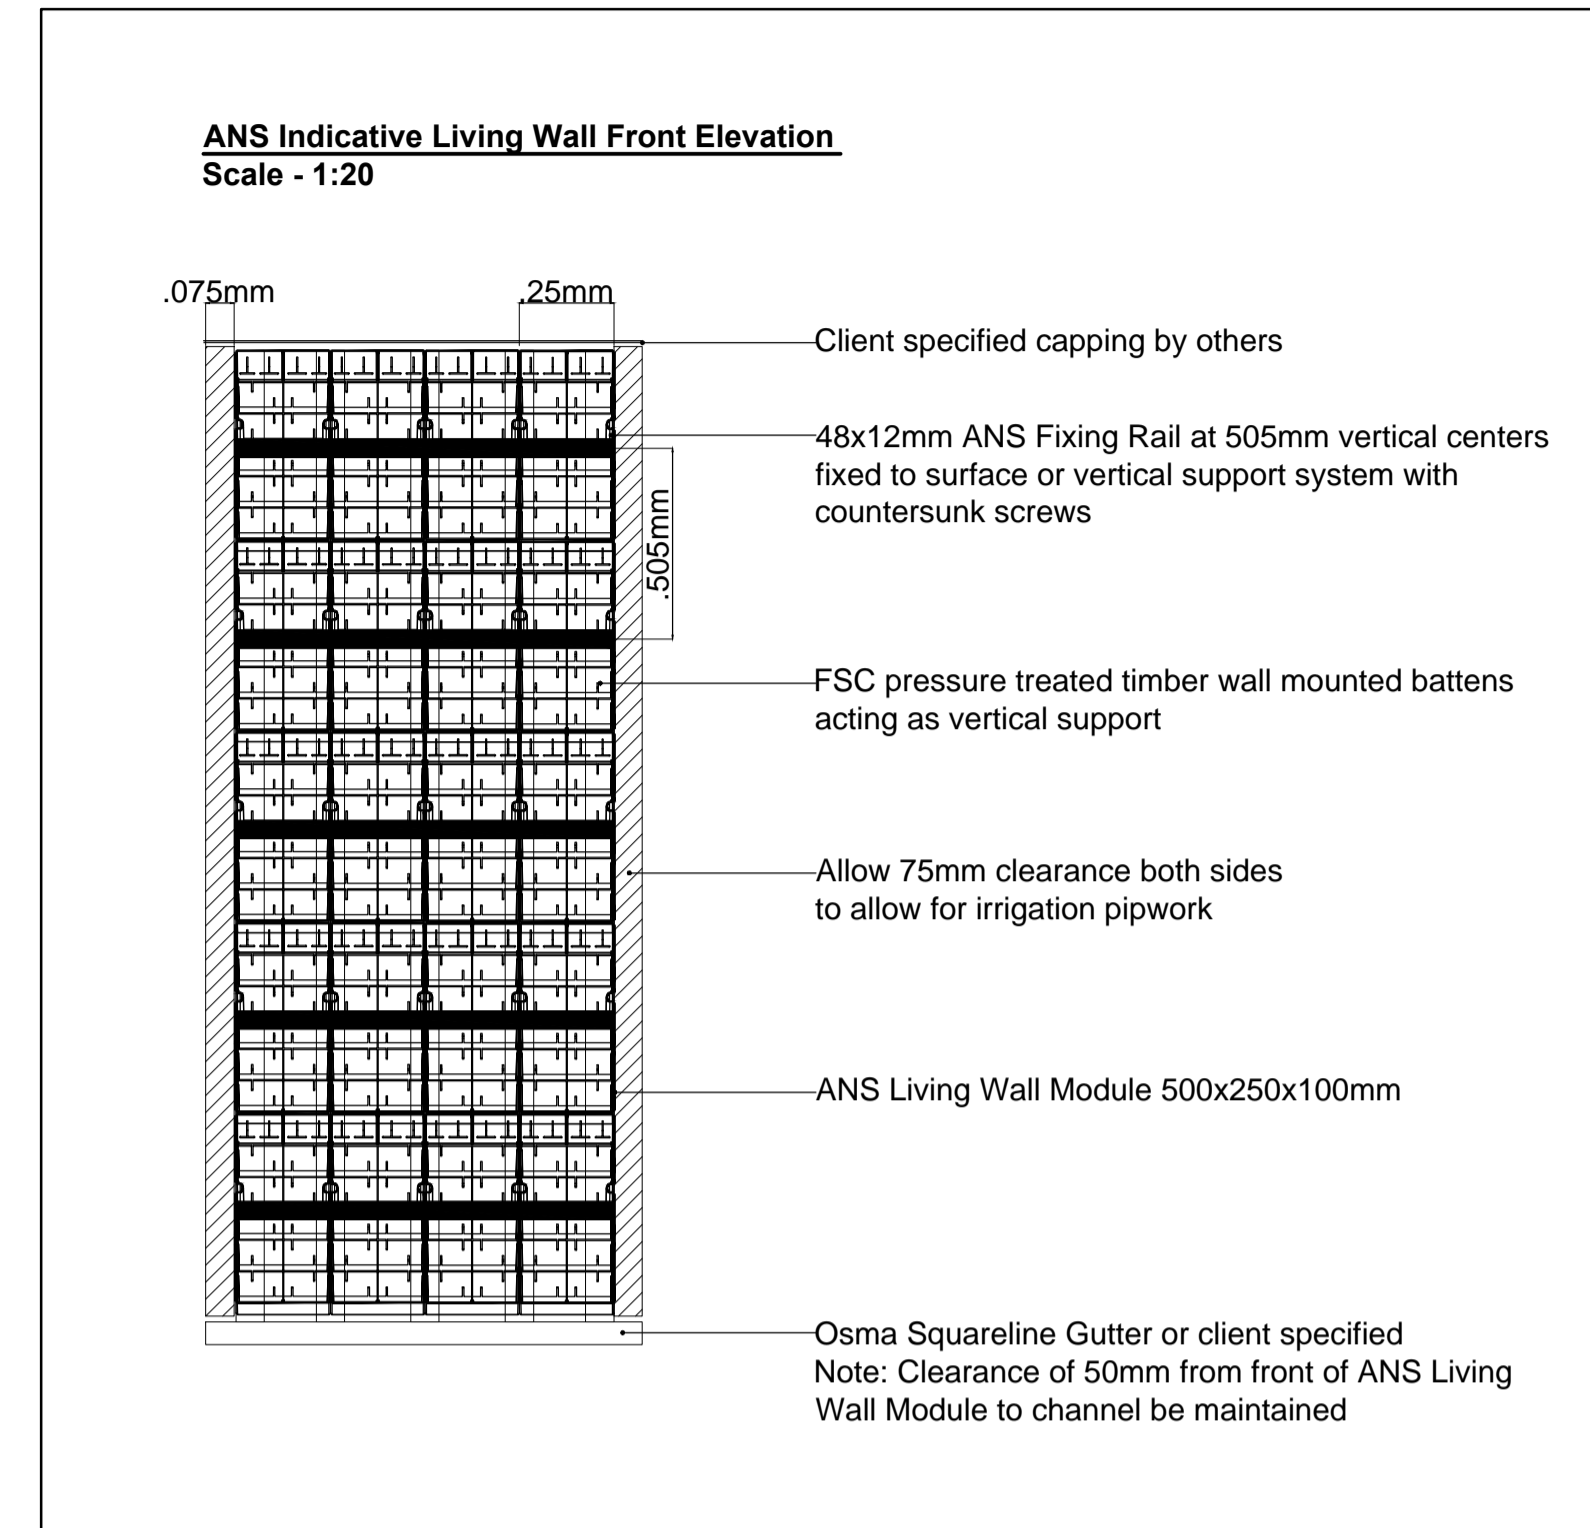 ANS Indicative Living Wall Front Elevation
Scale - 1:20
.075mm
.25mm
Client specified capping by others
48x12mm ANS Fixing Rail at 505mm vertical centers
fixed to surface or vertical support system with
countersunk screws
.505mm
FSC pressure treated timber wall mounted battens
acting as vertical support
Allow 75mm clearance both sides
to allow for irrigation pipwork
ANS Living Wall Module 500x250x100mm
Osma Squareline Gutter or client specified
Note: Clearance of 50mm from front of ANS Living
Wall Module to channel be maintained